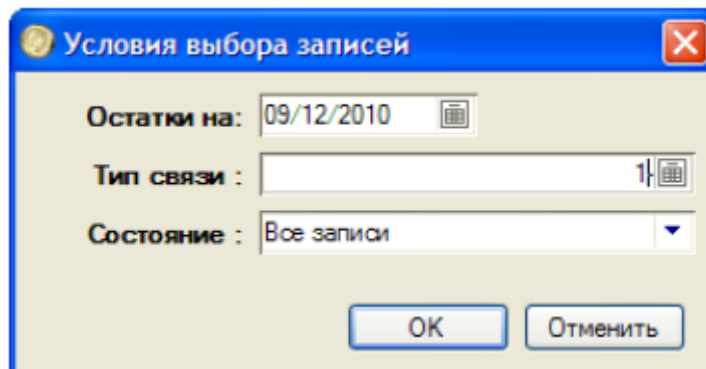 Условия выбора записей
Остатки на: 09/12/2010
Тип связи : 1
Состояние : Все записи
OK Отменить